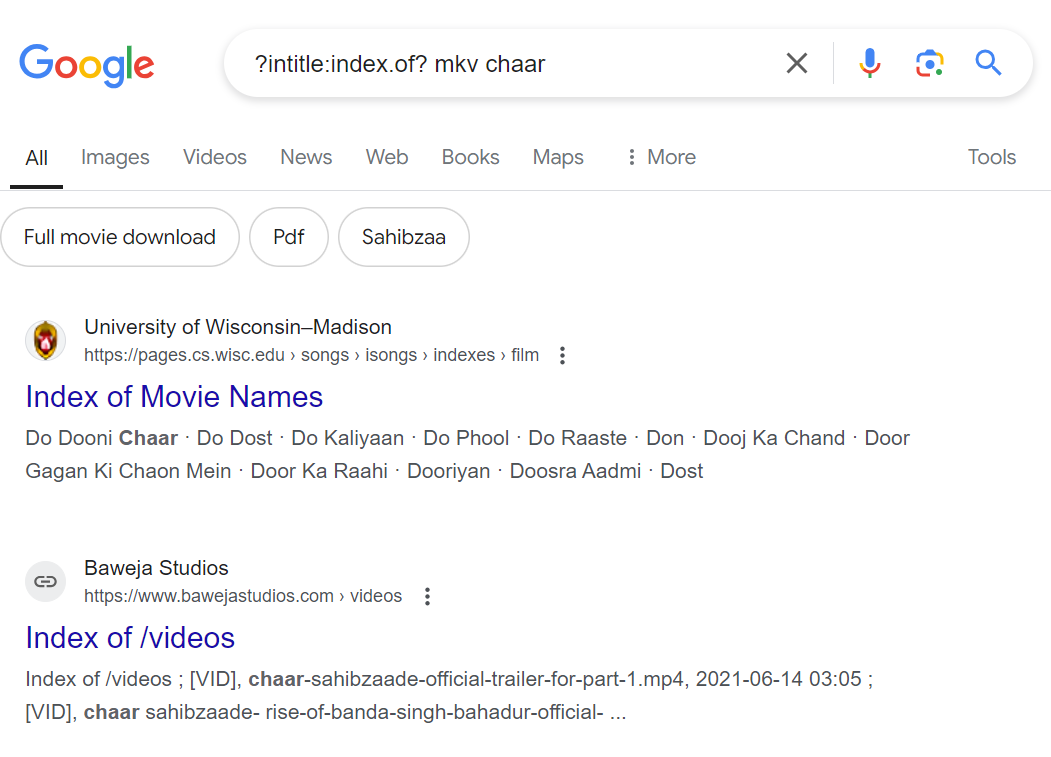 Google
?intitle:index.of? mkv chaar
All Images Videos News Web Books Maps More Tools
Full movie download Pdf Sahibzaa
University of Wisconsin–Madison
https://pages.cs.wisc.edu › songs › isongs › indexes › film
Index of Movie Names
Do Dooni Chaar · Do Dost · Do Kaliyaan · Do Phool · Do Raaste · Don · Dooj Ka Chand · Door
Gagan Ki Chaon Mein · Door Ka Raahi · Dooriyan · Doosra Aadmi · Dost
Baweja Studios
https://www.bawejastudios.com › videos
Index of /videos
Index of /videos ; [VID], chaar-sahibzaade-official-trailer-for-part-1.mp4, 2021-06-14 03:05 ;
[VID], chaar sahibzaade- rise-of-banda-singh-bahadur-official- ...